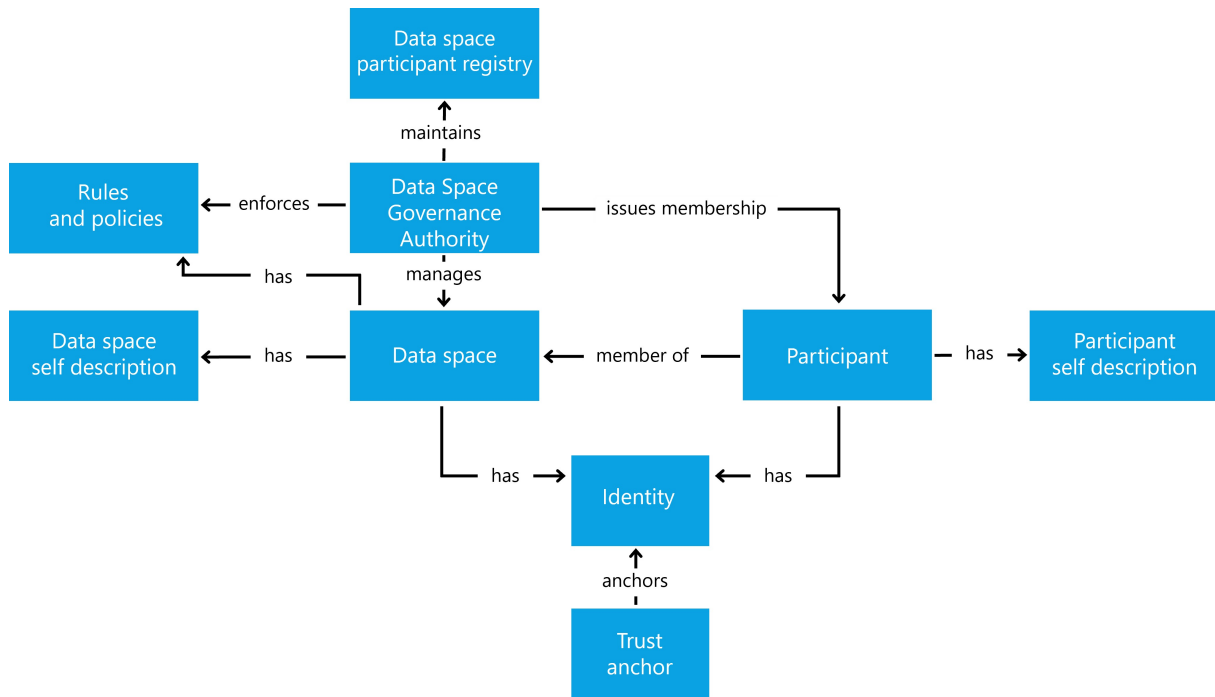 Data space
participant registry
maintains
Rules
and policies
enforces
Data Space
Governance
Authority
issues membership
has
manages
Data space
self description
has
Data space
member of
Participant
has
Participant
self description
has
Identity
has
anchors
Trust
anchor